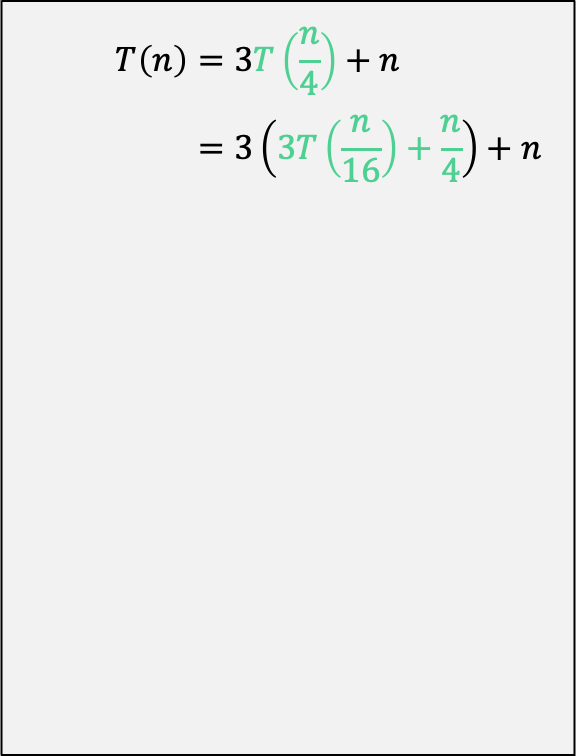 T(n) = 3T(n/4) + n
= 3(3T(n/16) + n/4) + n